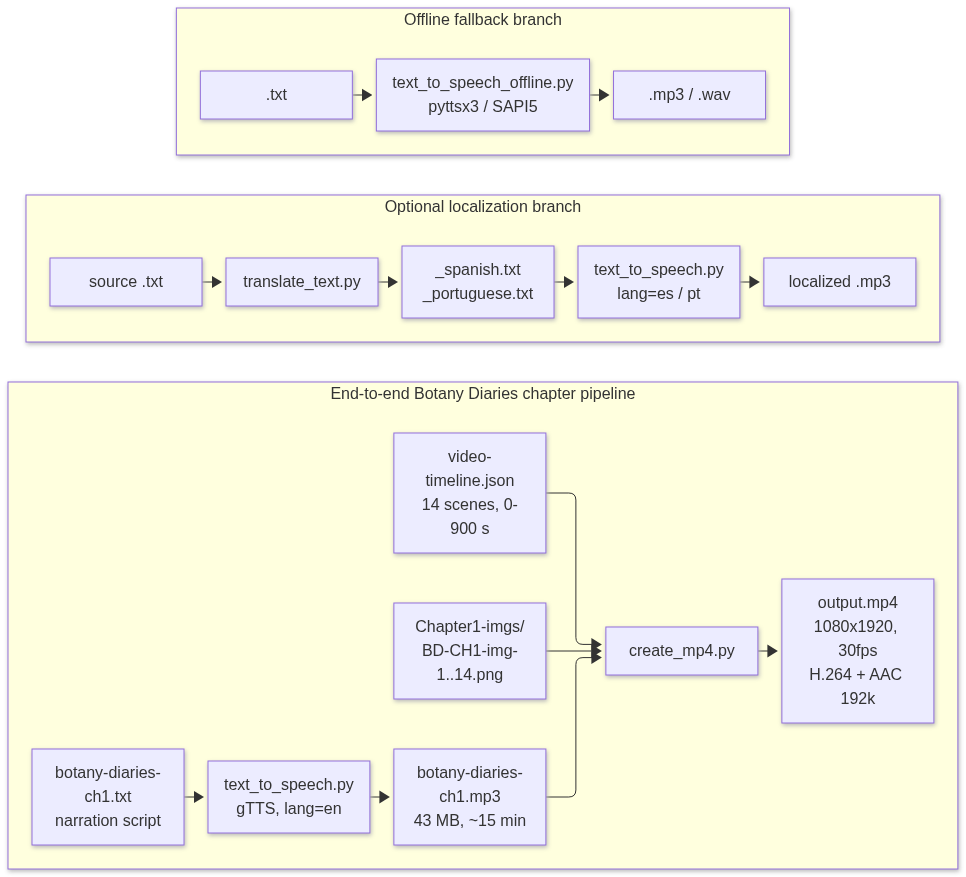 Offline fallback branch
.txt
text_to_speech_offline.py
pyttsx3 / SAPI5
.mp3 / .wav
Optional localization branch
source .txt
translate_text.py
_spanish.txt
_portuguese.txt
text_to_speech.py
lang=es / pt
localized .mp3
End-to-end Botany Diaries chapter pipeline
video-
timeline.json
14 scenes, 0-
900 s
Chapter1-imgs/
BD-CH1-img-
1..14.png
botany-diaries-
ch1.txt
narration script
text_to_speech.py
gTTS, lang=en
botany-diaries-
ch1.mp3
43 MB, ~15 min
create_mp4.py
output.mp4
1080x1920,
30fps
H.264 + AAC
192k